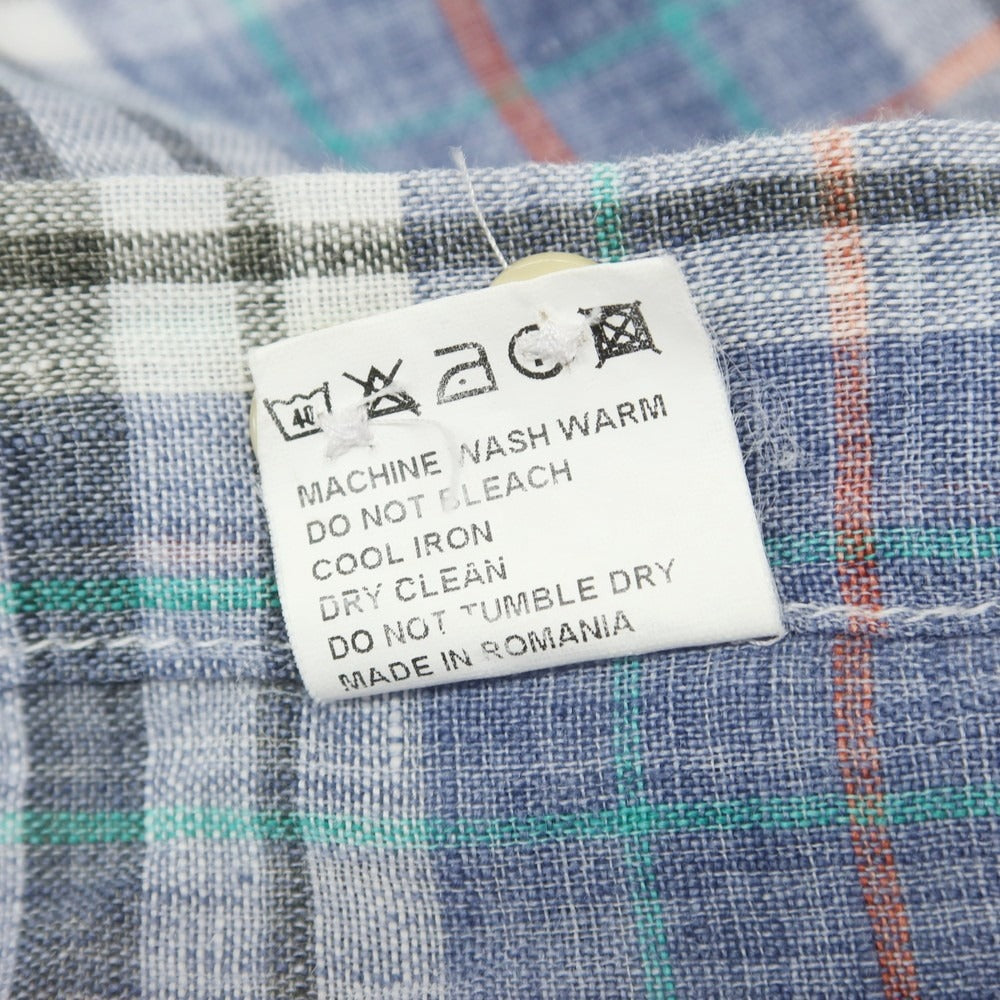 40
MACHINE WASH WARM
DO NOT BLEACH
COOL IRON
DRY CLEAN
DO NOT TUMBLE DRY
MADE IN ROMANIA